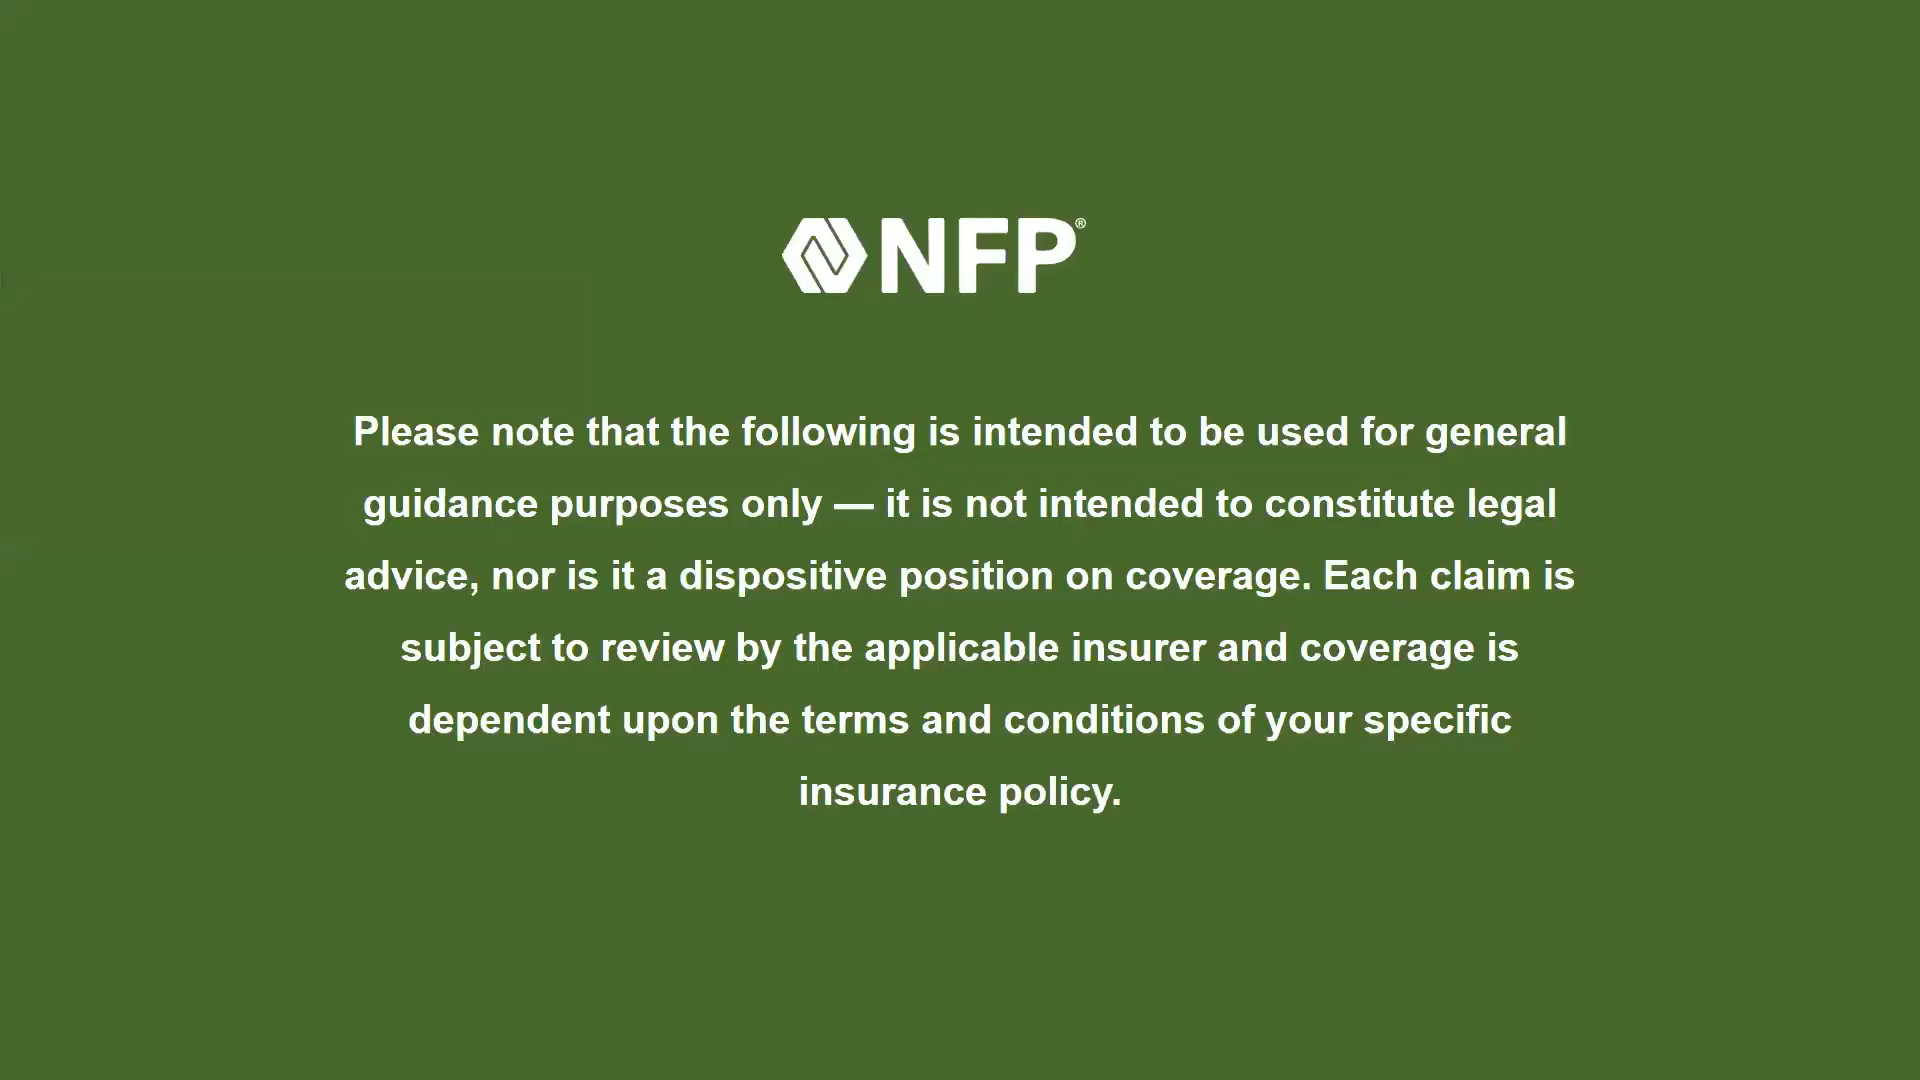 NFP®
Please note that the following is intended to be used for general
guidance purposes only — it is not intended to constitute legal
advice, nor is it a dispositive position on coverage. Each claim is
subject to review by the applicable insurer and coverage is
dependent upon the terms and conditions of your specific
insurance policy.